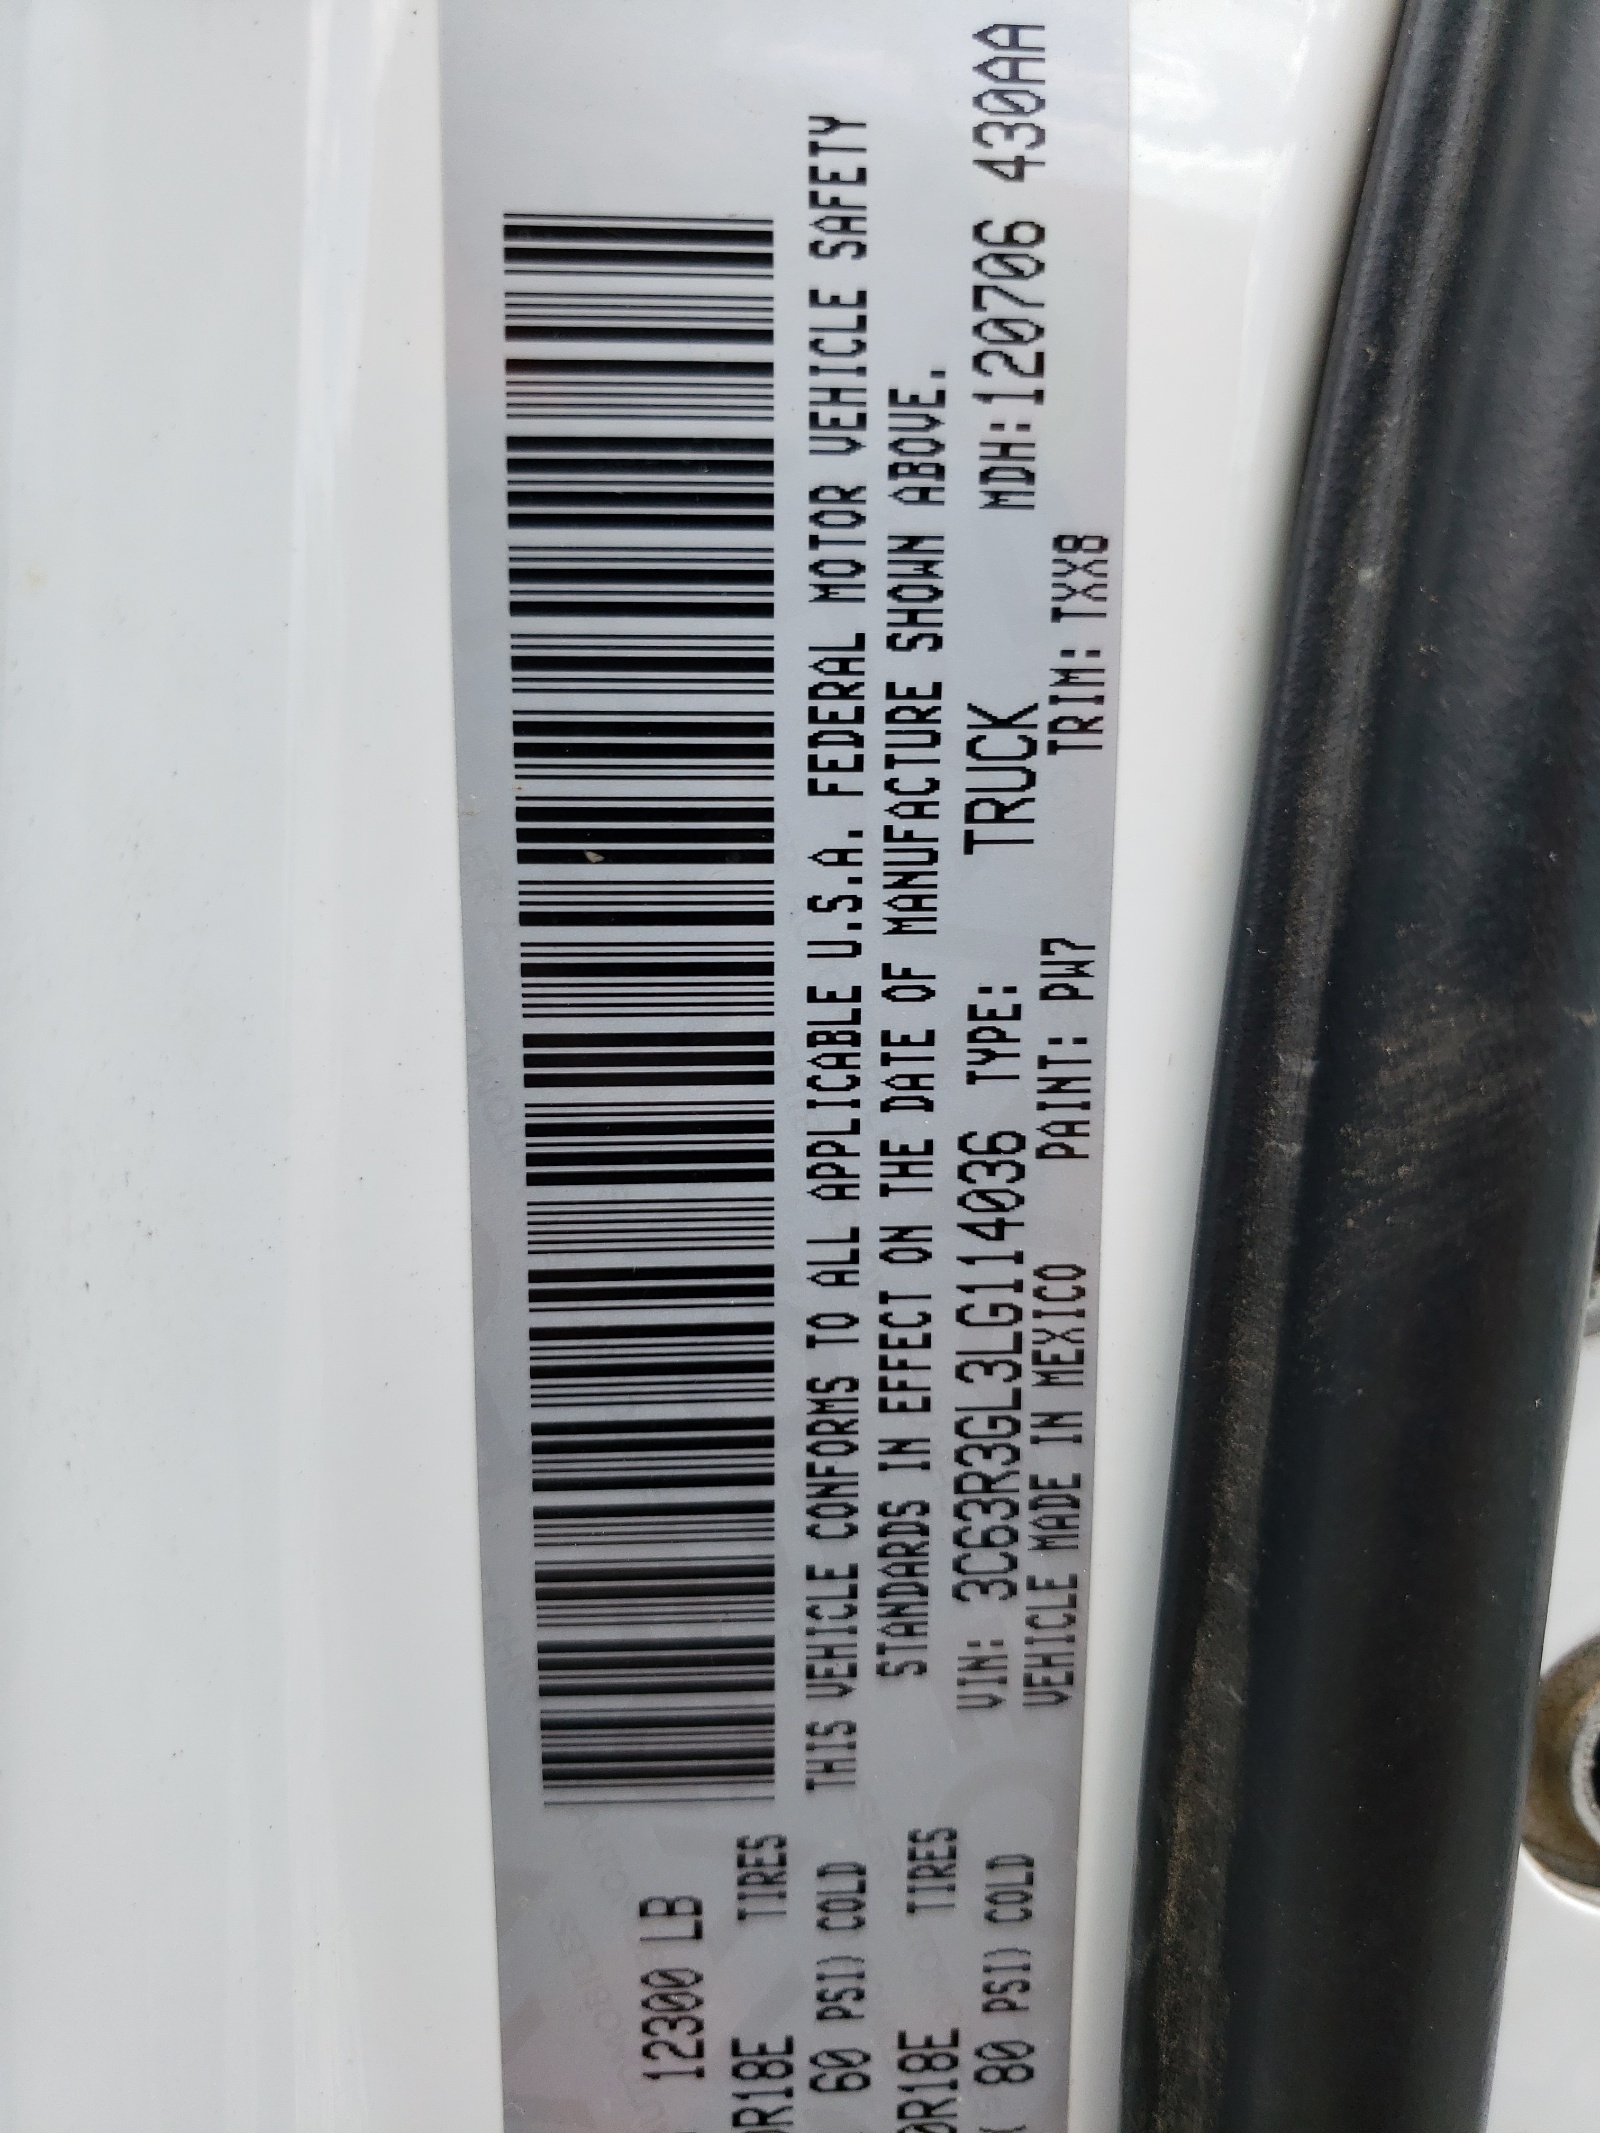 12300 LB
R18E TIRES
60 PSI) COLD
R18E TIRES
80 PSI) COLD
THIS VEHICLE CONFORMS TO ALL APPLICABLE U.S.A. FEDERAL MOTOR VEHICLE SAFETY
STANDARDS IN EFFECT ON THE DATE OF MANUFACTURE SHOWN ABOVE.
VIN: 3C63R3GL3LG114036 TYPE: TRUCK MDH:120706 430AA
VEHICLE MADE IN MEXICO PAINT: PW7 TRIM: TXX8